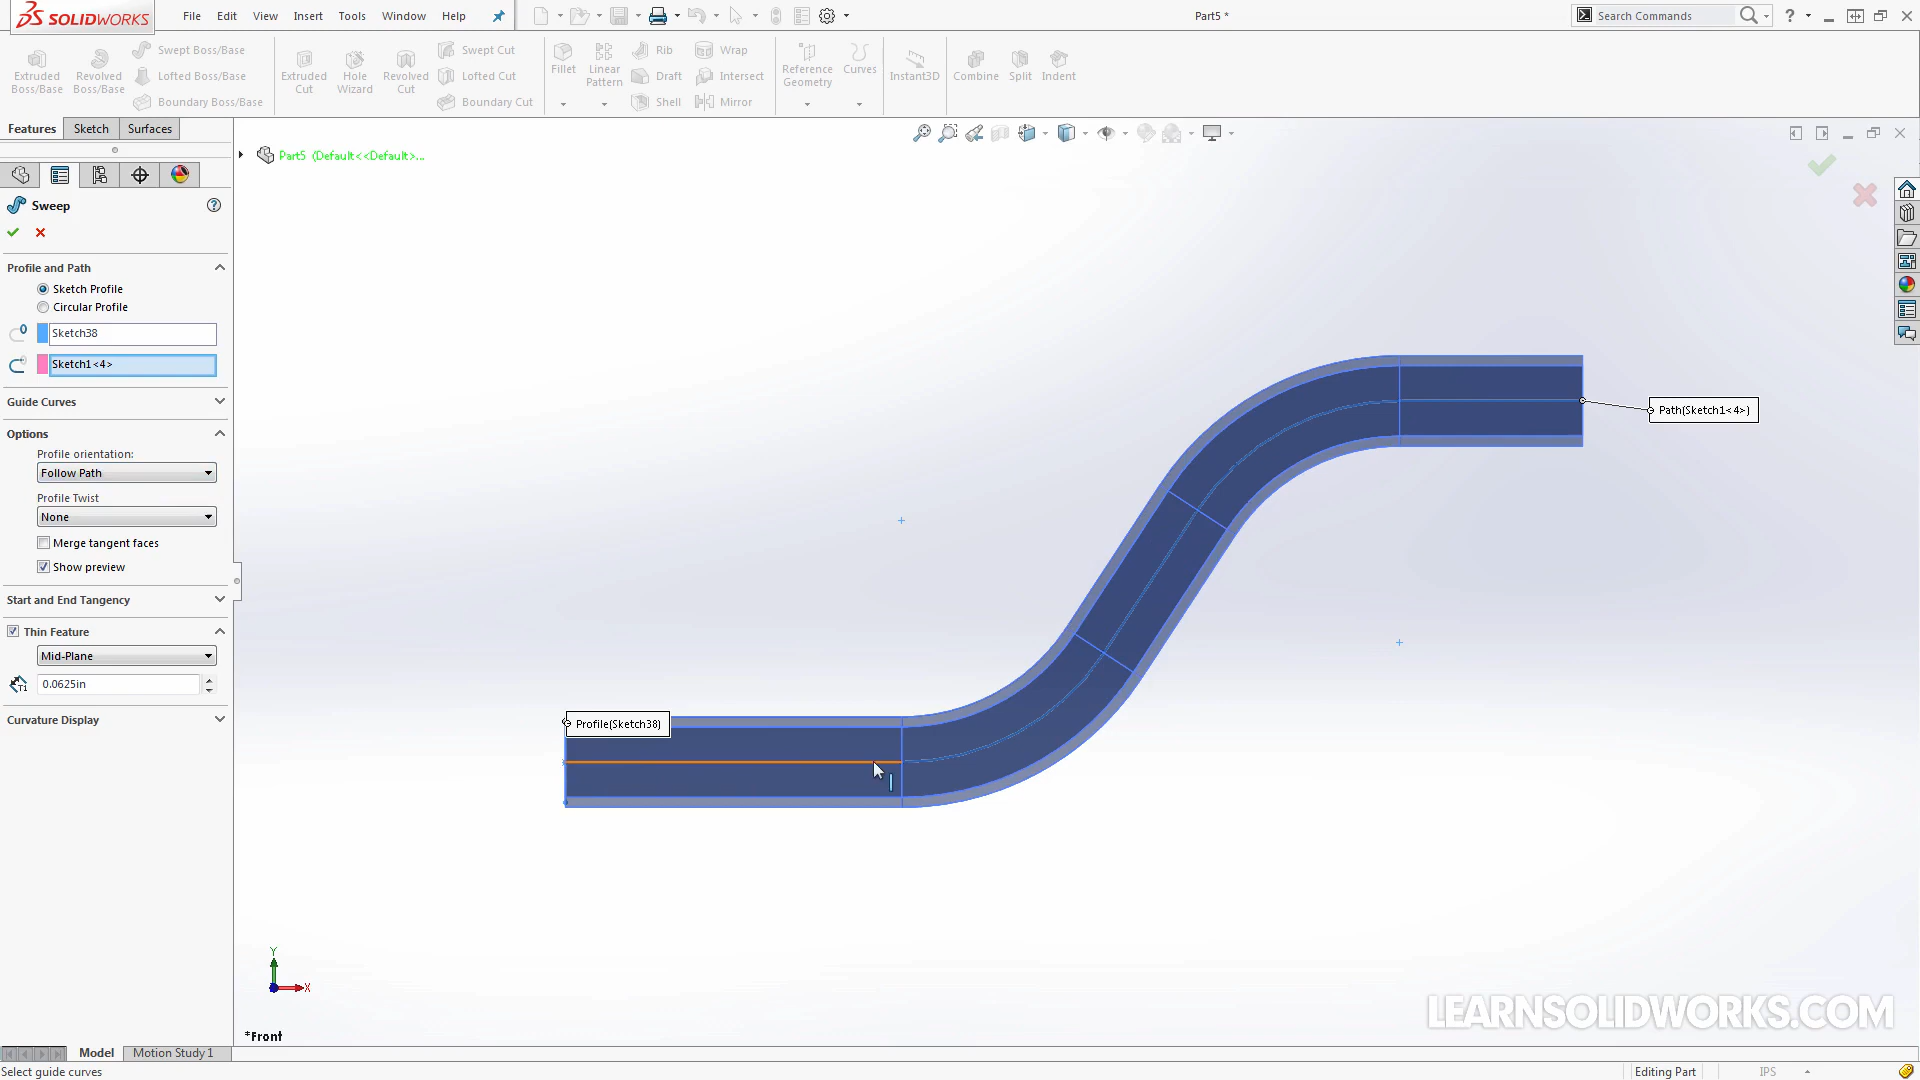 SOLIDWORKS
File Edit View Insert Tools Window Help
Part5 *
Search Commands
Extruded Boss/Base
Revolved Boss/Base
Swept Boss/Base
Lofted Boss/Base
Boundary Boss/Base
Extruded Cut
Hole Wizard
Revolved Cut
Swept Cut
Lofted Cut
Boundary Cut
Fillet
Linear Pattern
Rib
Draft
Shell
Wrap
Intersect
Mirror
Reference Geometry
Curves
Instant3D
Combine
Split
Indent
Features Sketch Surfaces
Part5 (Default<<Default>...
Sweep
Profile and Path
Sketch Profile
Circular Profile
Sketch38
Sketch1<4>
Guide Curves
Options
Profile orientation:
Follow Path
Profile Twist
None
Merge tangent faces
Show preview
Start and End Tangency
Thin Feature
Mid-Plane
T1
0.0625in
Curvature Display
Path(Sketch1<4>)
Profile(Sketch38)
Y
X
*Front
LEARNSOLIDWORKS.COM
Model Motion Study 1
Select guide curves
Editing Part
IPS